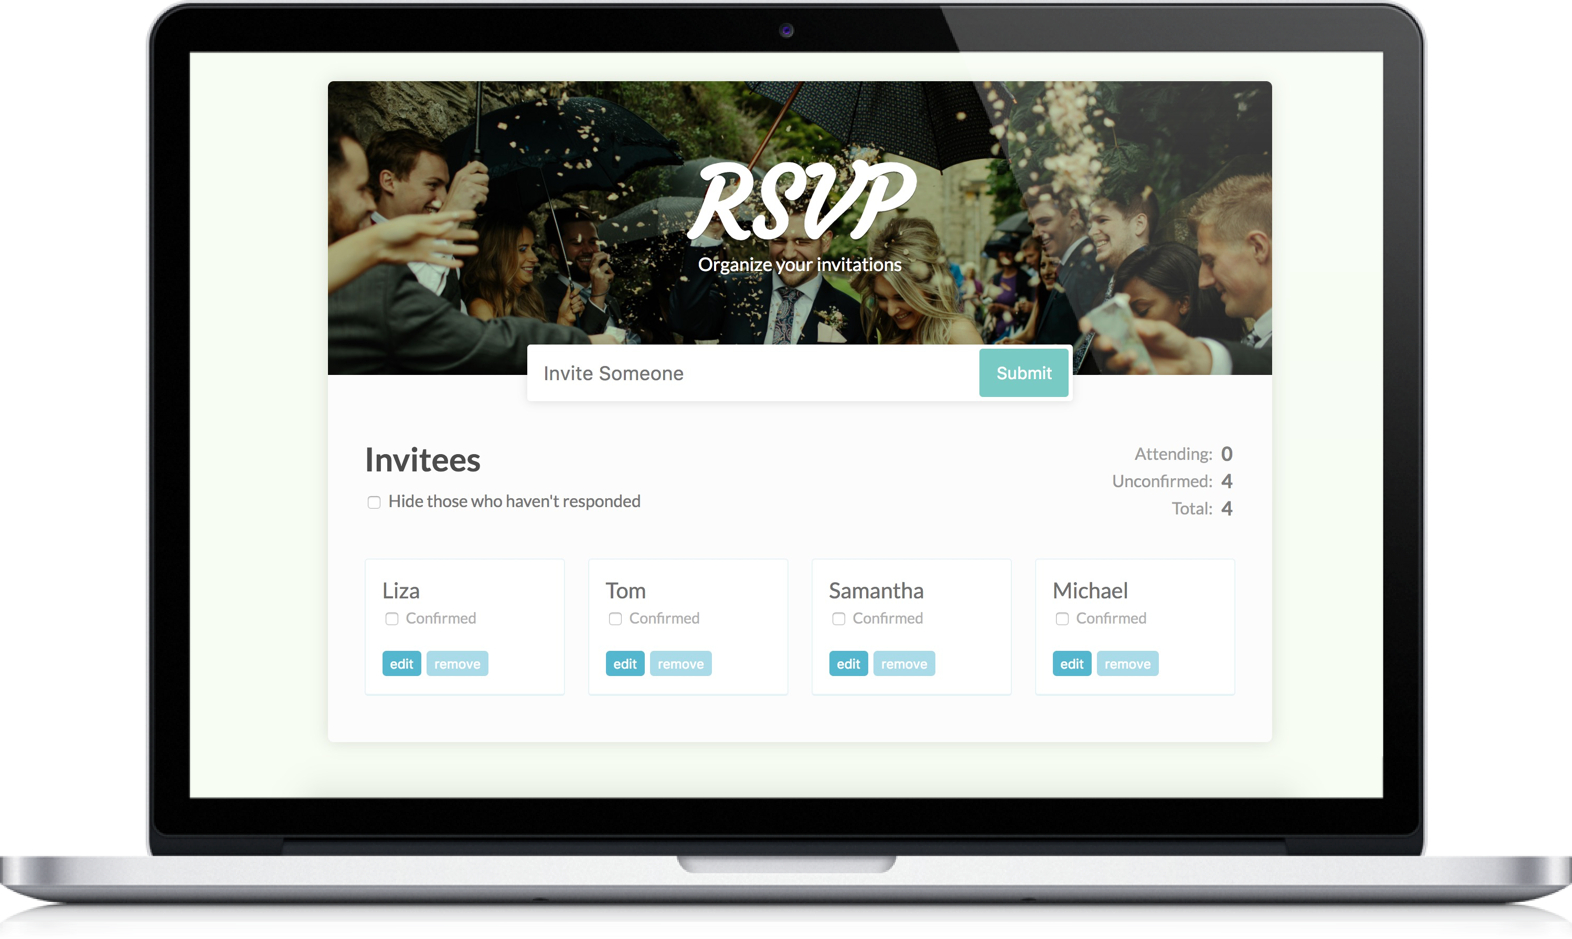 RSVP
Organize your invitations
Invite Someone
Submit
Invitees
Hide those who haven't responded
Attending: 0
Unconfirmed: 4
Total: 4
Liza
Confirmed
edit remove
Tom
Confirmed
edit remove
Samantha
Confirmed
edit remove
Michael
Confirmed
edit remove